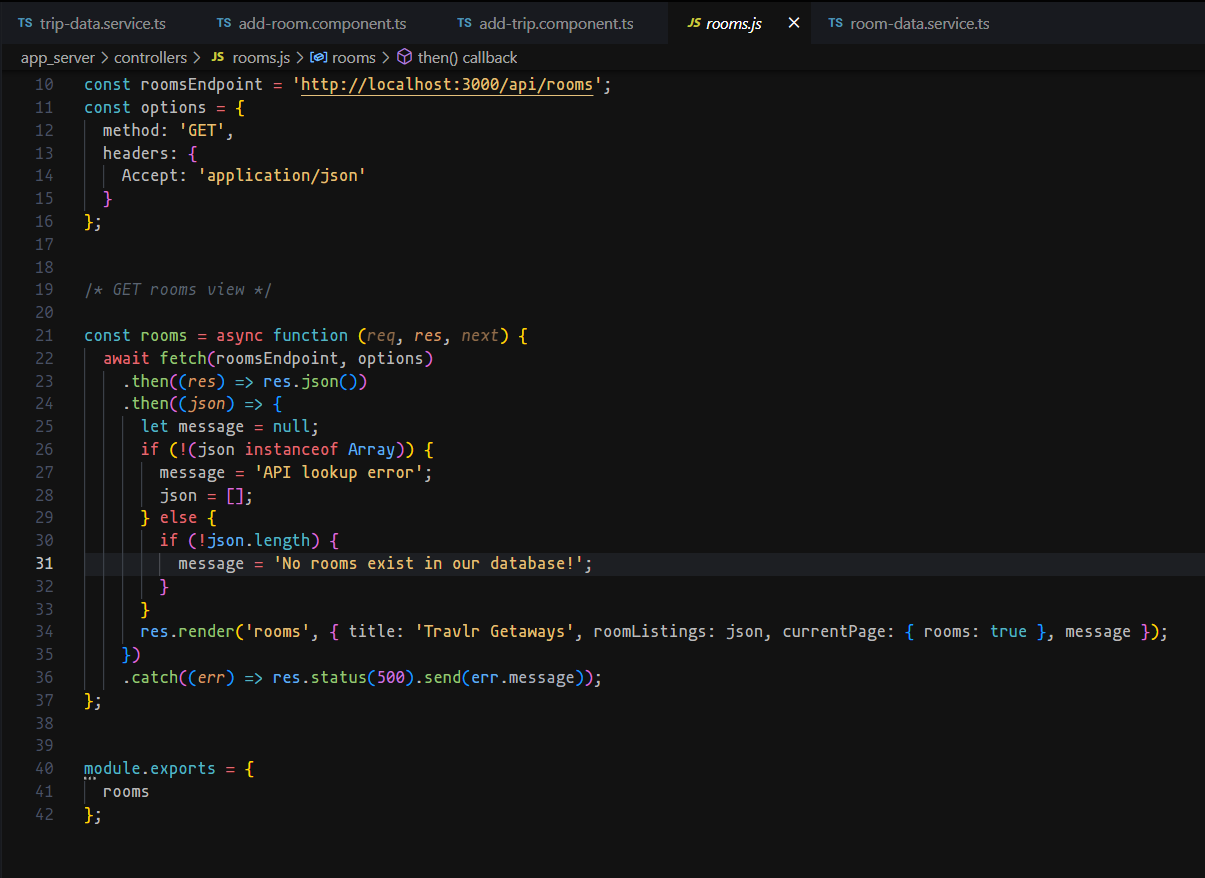 TS trip-data.service.ts TS add-room.component.ts TS add-trip.component.ts JS rooms.js × TS room-data.service.ts
app_server > controllers > JS rooms.js > rooms > then() callback
10 const roomsEndpoint = 'http://localhost:3000/api/rooms';
11 const options = {
12 method: 'GET',
13 headers: {
14 Accept: 'application/json'
15 }
16 };
17
18
19 /* GET rooms view */
20
21 const rooms = async function (req, res, next) {
22 await fetch(roomsEndpoint, options)
23 .then((res) => res.json())
24 .then((json) => {
25 let message = null;
26 if (!(json instanceof Array)) {
27 message = 'API lookup error';
28 json = [];
29 } else {
30 if (!json.length) {
31 message = 'No rooms exist in our database!';
32 }
33 }
34 res.render('rooms', { title: 'Travlr Getaways', roomListings: json, currentPage: { rooms: true }, message });
35 })
36 .catch((err) => res.status(500).send(err.message));
37 };
38
39
40 module.exports = {
41 rooms
42 };